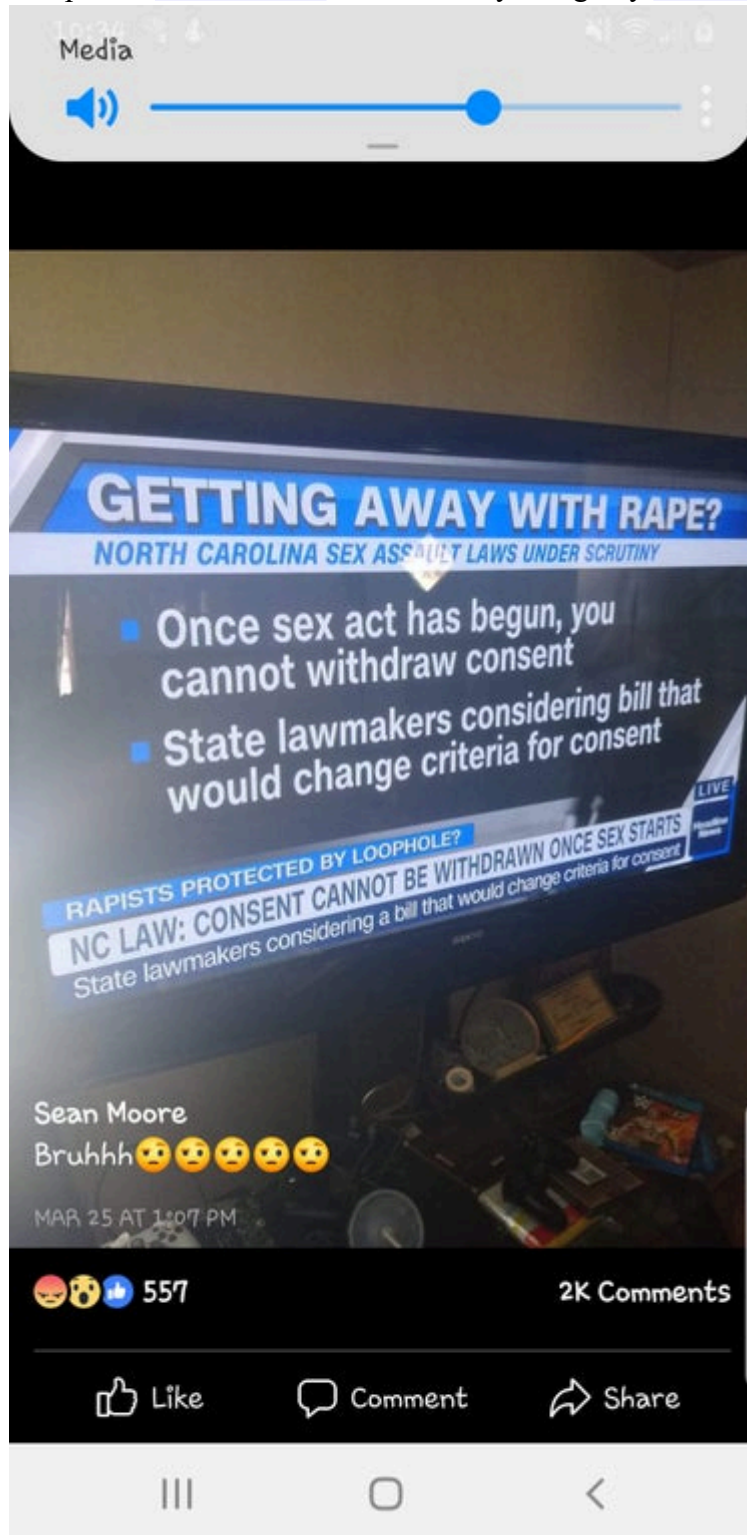 Media
GETTING AWAY WITH RAPE?
NORTH CAROLINA SEX ASSAULT LAWS UNDER SCRUTINY
Once sex act has begun, you
cannot withdraw consent
State lawmakers considering bill that
would change criteria for consent
LIVE
Headline
News
RAPISTS PROTECTED BY LOOPHOLE?
NC LAW: CONSENT CANNOT BE WITHDRAWN ONCE SEX STARTS
State lawmakers considering a bill that would change criteria for consent
Sean Moore
Bruhhh🤨🤨🤨🤨🤨
MAR 25 AT 1:07 PM
557
2K Comments
Like
Comment
Share